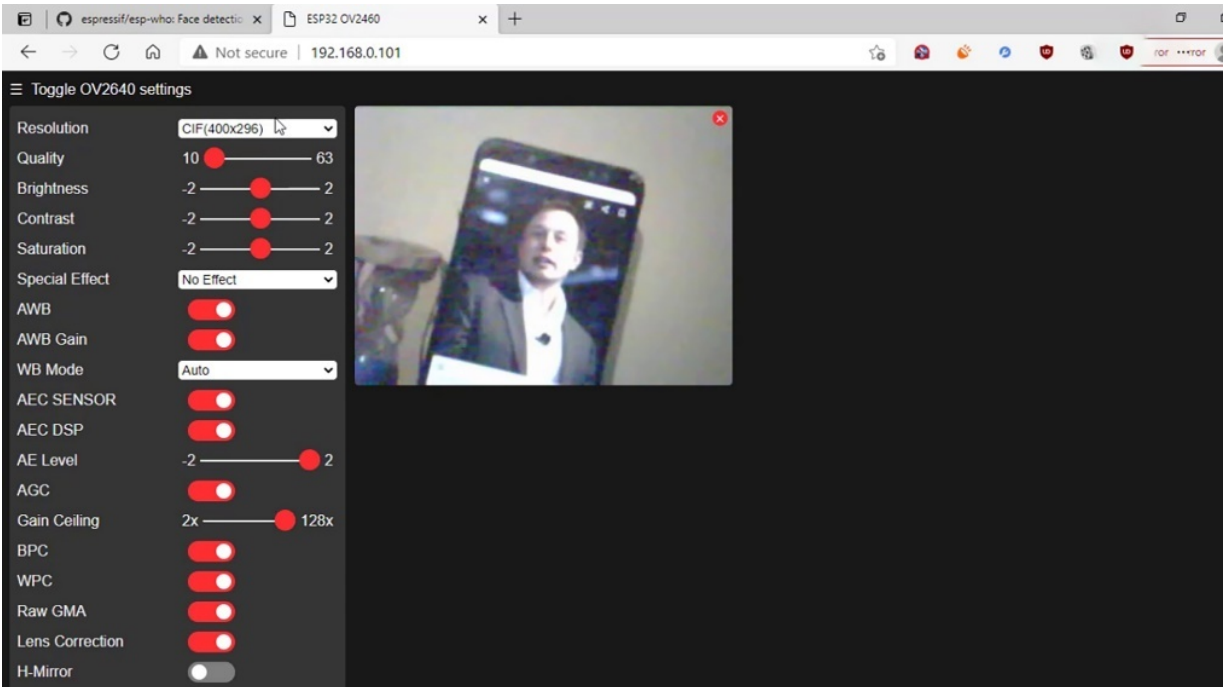 espressif/esp-who: Face detectio
ESP32 OV2460
Not secure | 192.168.0.101
ror ···rror
☰ Toggle OV2640 settings
Resolution CIF(400x296)
Quality 10 63
Brightness -2 2
Contrast -2 2
Saturation -2 2
Special Effect No Effect
AWB
AWB Gain
WB Mode Auto
AEC SENSOR
AEC DSP
AE Level -2 2
AGC
Gain Ceiling 2x 128x
BPC
WPC
Raw GMA
Lens Correction
H-Mirror